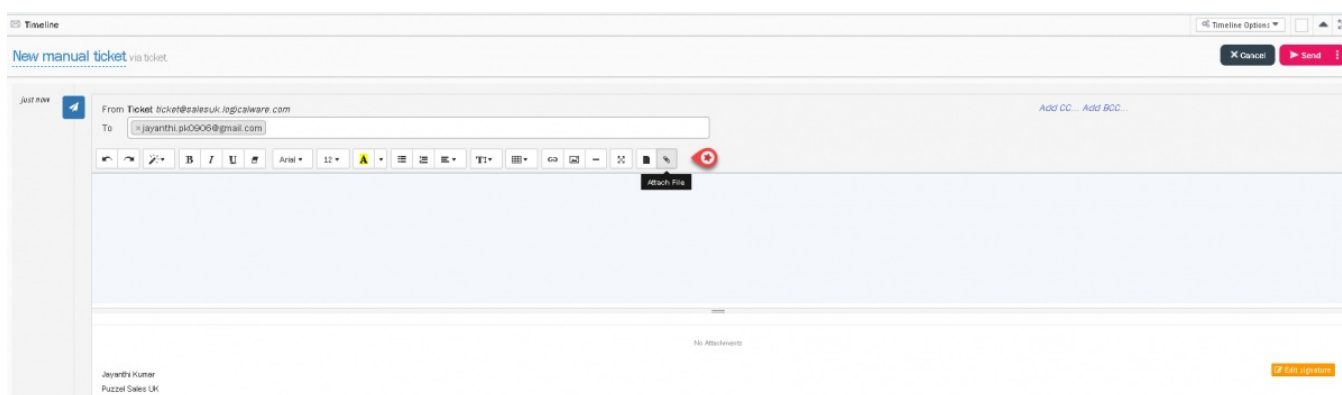 Timeline
Timeline Options
New manual ticket via ticket
Cancel
Send
just now
From Ticket ticket@salesuk.logicalware.com
Add CC... Add BCC...
To ×jayanthi.pk0906@gmail.com
B I U Arial 12 A TI
Attach File
No Attachments
Jayanthi Kumar
Edit signature
Puzzel Sales UK